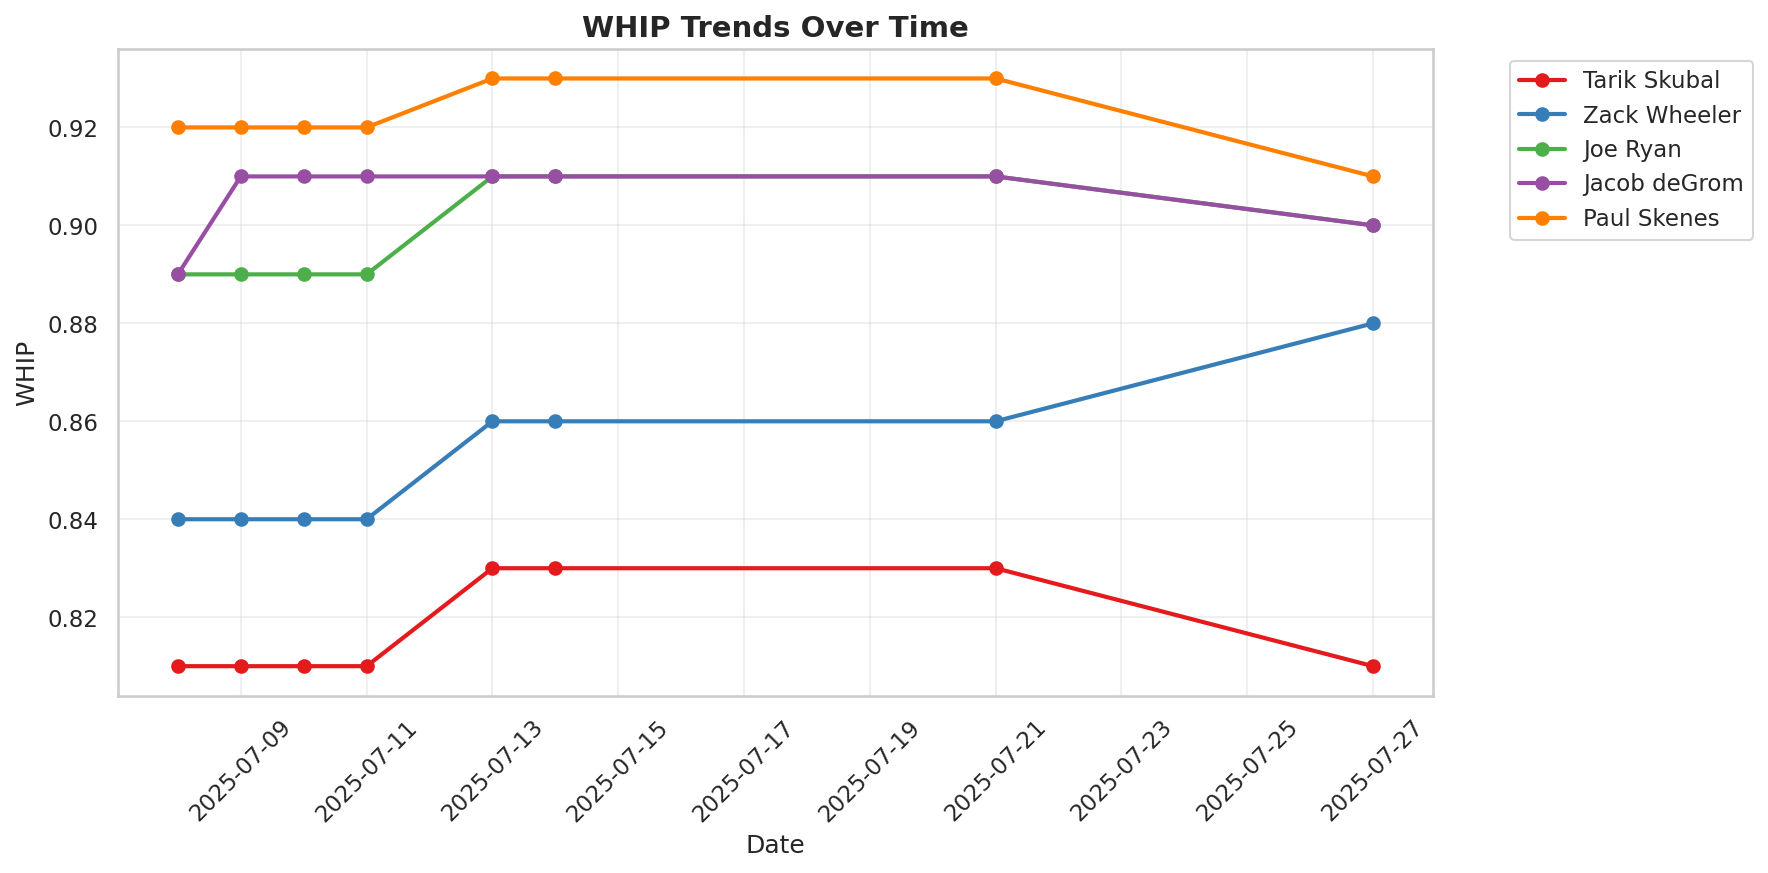 WHIP Trends Over Time
WHIP
0.92
0.90
0.88
0.86
0.84
0.82
2025-07-09
2025-07-11
2025-07-13
2025-07-15
2025-07-17
2025-07-19
2025-07-21
2025-07-23
2025-07-25
2025-07-27
Date
Tarik Skubal
Zack Wheeler
Joe Ryan
Jacob deGrom
Paul Skenes